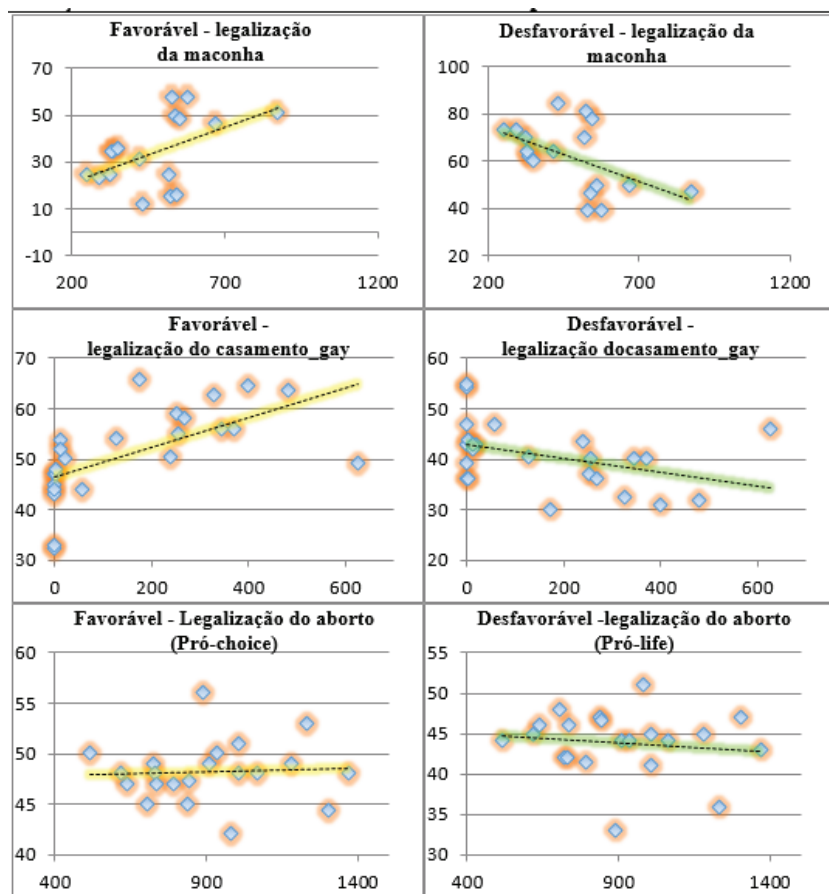 Favorável - legalização
da maconha
70
50
30
10
-10
200 700 1200
Desfavorável - legalização da
maconha
100
80
60
40
20
200 700 1200
Favorável -
legalização do casamento_gay
70
60
50
40
30
0 200 400 600
Desfavorável -
legalização docasamento_gay
60
50
40
30
20
0 200 400 600
Favorável - Legalização do aborto
(Pró-choice)
60
55
50
45
40
400 900 1400
Desfavorável -legalização do aborto
(Pró-life)
55
50
45
40
35
30
400 900 1400